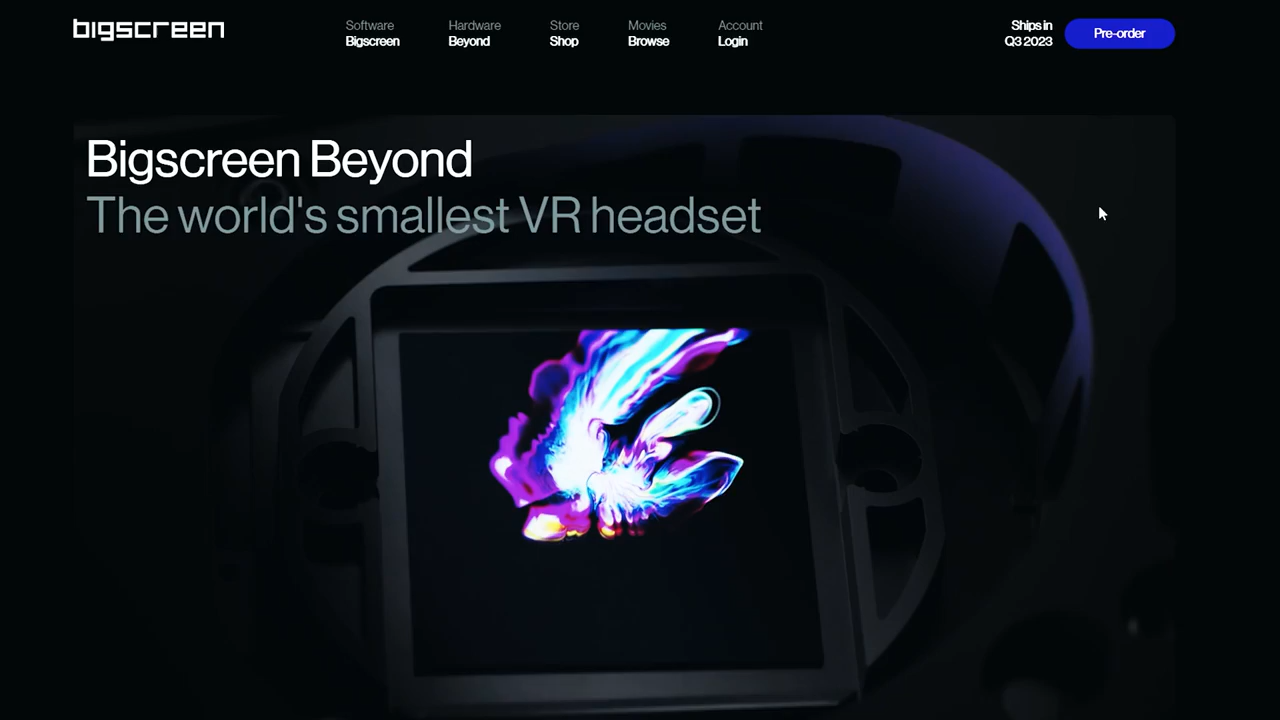 bigscreen
Software
Bigscreen
Hardware
Beyond
Store
Shop
Movies
Browse
Account
Login
Ships in
Q3 2023
Pre-order
Bigscreen Beyond
The world's smallest VR headset